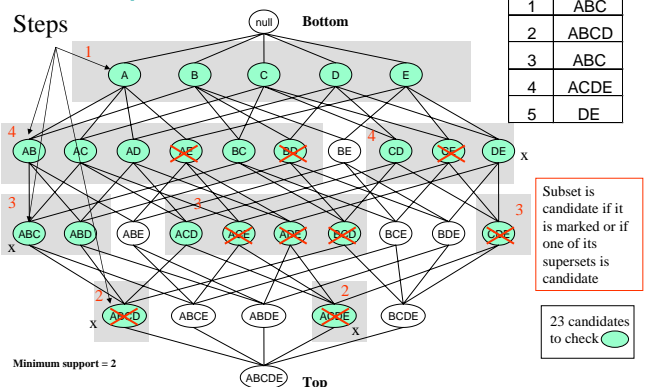 Steps
null Bottom
1 ABC
2 ABCD
3 ABC
4 ACDE
5 DE
1
A B C D E
4 4
AB AC AD AE BC BD BE CD CE DE x
3 3 3
ABC ABD ABE ACD ACE ADE BCD BCE BDE CDE
x
Subset is
candidate if it
is marked or if
one of its
supersets is
candidate
2 2
ABCD ABCE ABDE ACDE BCDE
x x
23 candidates
to check
Minimum support = 2
ABCDE Top